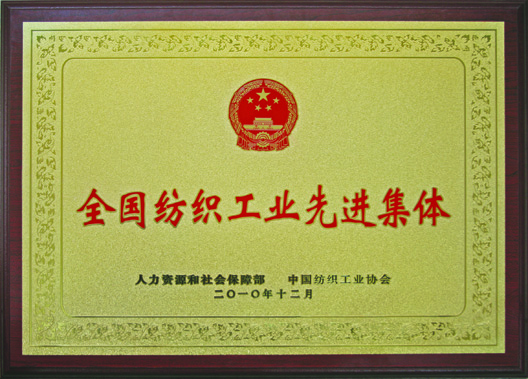 全国纺织工业先进集体
人力资源和社会保障部 中国纺织工业协会
二〇一〇年十二月